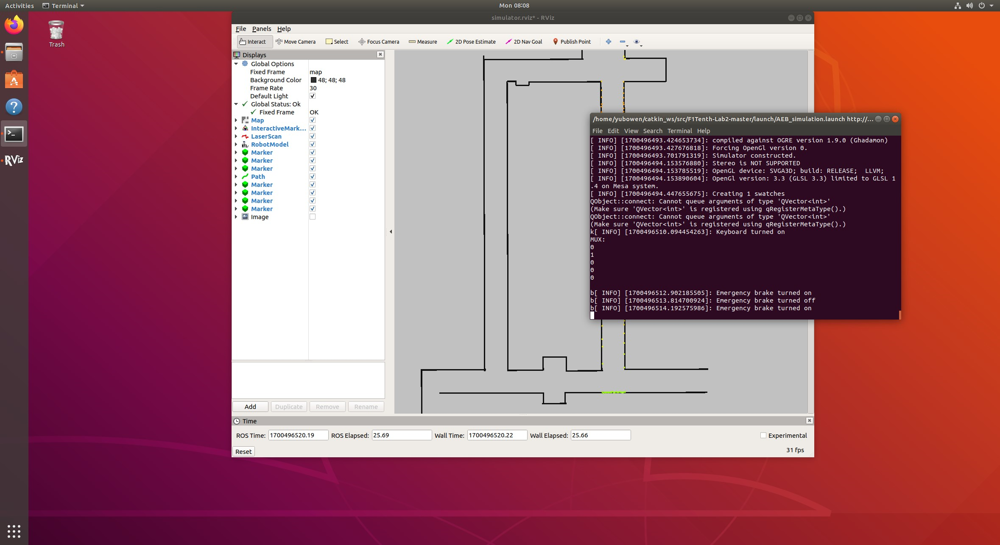 Activities
Terminal
Mon 08:08
Trash
simulator.rviz* - RViz
File Panels Help
Interact Move Camera Select Focus Camera Measure 2D Pose Estimate 2D Nav Goal Publish Point
Displays
Global Options
Fixed Frame map
Background Color 48; 48; 48
Frame Rate 30
Default Light
Global Status: Ok
Fixed Frame OK
Map
InteractiveMark...
LaserScan
RobotModel
Marker
Marker
Marker
Path
Marker
Marker
Marker
Marker
Image
Add Duplicate Remove Rename
Time
ROS Time: 1700496520.19 ROS Elapsed: 25.69 Wall Time: 1700496520.22 Wall Elapsed: 25.66 Experimental
Reset
31 fps
RViz
/home/yubowen/catkin_ws/src/F1Tenth-Lab2-master/launch/AEB_simulation.launch http://...
File Edit View Search Terminal Help
[ INFO] [1700496493.424653734]: compiled against OGRE version 1.9.0 (Ghadamon)
[ INFO] [1700496493.427676818]: Forcing OpenGl version 0.
[ INFO] [1700496493.701791319]: Simulator constructed.
[ INFO] [1700496494.153576880]: Stereo is NOT SUPPORTED
[ INFO] [1700496494.153785519]: OpenGL device: SVGA3D; build: RELEASE;  LLVM;
[ INFO] [1700496494.153890604]: OpenGl version: 3.3 (GLSL 3.3) limited to GLSL 1
.4 on Mesa system.
[ INFO] [1700496494.447655675]: Creating 1 swatches
QObject::connect: Cannot queue arguments of type 'QVector<int>'
(Make sure 'QVector<int>' is registered using qRegisterMetaType().)
QObject::connect: Cannot queue arguments of type 'QVector<int>'
(Make sure 'QVector<int>' is registered using qRegisterMetaType().)
k[ INFO] [1700496510.094454263]: Keyboard turned on
MUX:
0
1
0
0
0
b[ INFO] [1700496512.902185505]: Emergency brake turned on
b[ INFO] [1700496513.814700924]: Emergency brake turned off
b[ INFO] [1700496514.192575986]: Emergency brake turned on